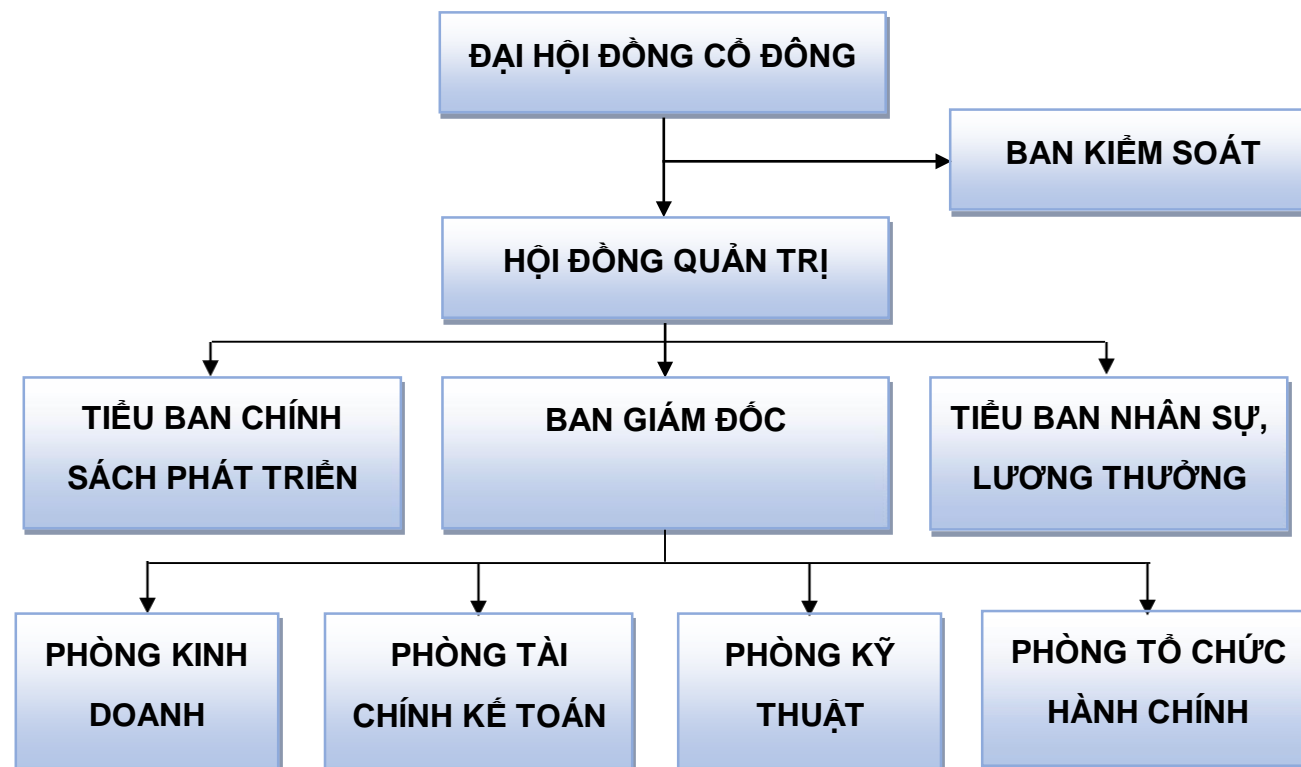 ĐẠI HỘI ĐỒNG CỔ ĐÔNG
BAN KIỂM SOÁT
HỘI ĐỒNG QUẢN TRỊ
TIỂU BAN CHÍNH
SÁCH PHÁT TRIỂN
BAN GIÁM ĐỐC
TIỂU BAN NHÂN SỰ,
LƯƠNG THƯỞNG
PHÒNG KINH
DOANH
PHÒNG TÀI
CHÍNH KẾ TOÁN
PHÒNG KỸ
THUẬT
PHÒNG TỔ CHỨC
HÀNH CHÍNH